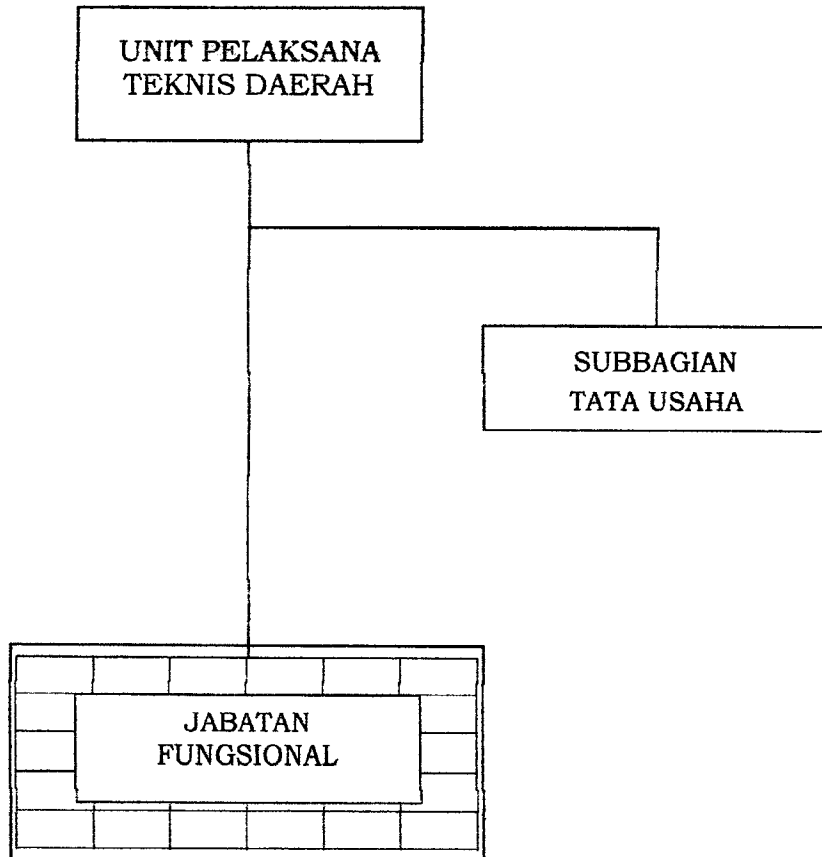 UNIT PELAKSANA
TEKNIS DAERAH
SUBBAGIAN
TATA USAHA
JABATAN
FUNGSIONAL